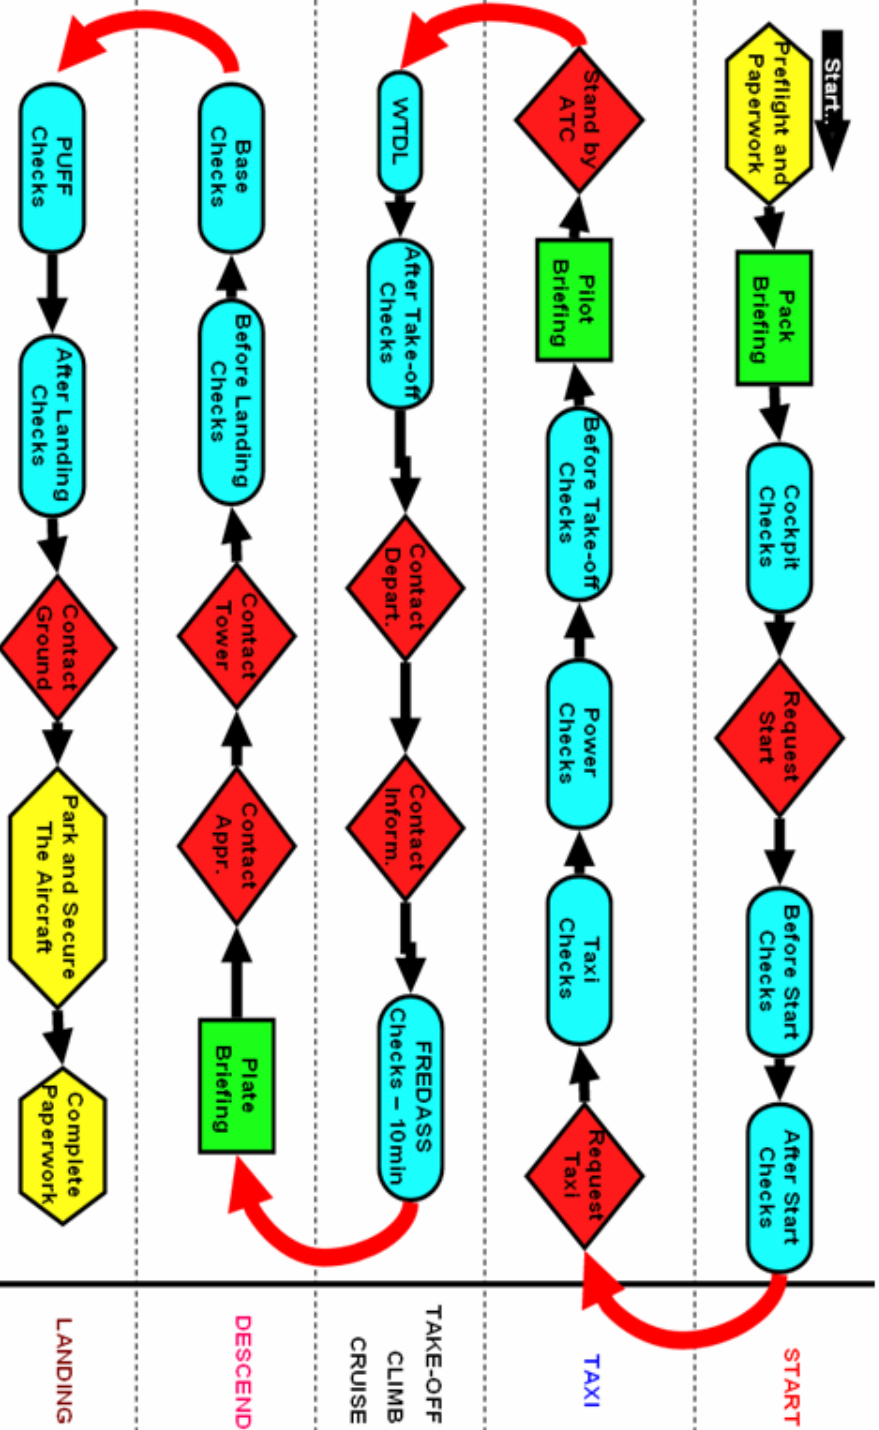 Start..
Preflight and
Paperwork
Pack
Briefing
Cockpit
Checks
Request
Start
Before Start
Checks
After Start
Checks
START
Stand by
ATC
Pilot
Briefing
Before Take-off
Checks
Power
Checks
Taxi
Checks
Request
Taxi
TAXI
WTDL
After Take-off
Checks
Contact
Depart.
Contact
Inform.
FREDASS
Checks – 10min
TAKE-OFF
CLIMB
CRUISE
Base
Checks
Before Landing
Checks
Contact
Tower
Contact
Appr.
Plate
Briefing
DESCEND
PUFF
Checks
After Landing
Checks
Contact
Ground
Park and Secure
The Aircraft
Complete
Paperwork
LANDING